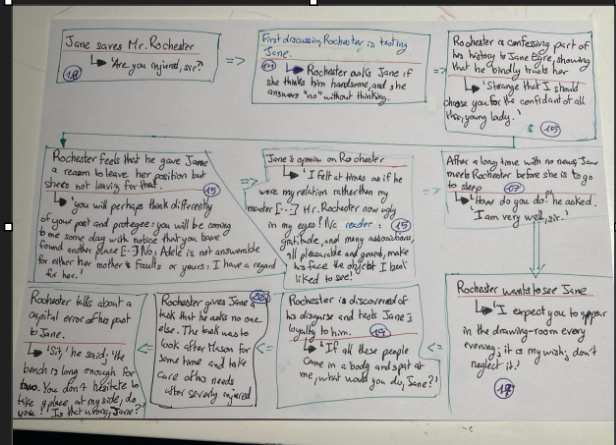 Jane saves Mr. Rochester
↳ 'Are you injured, sir?'
=>
First discussion, Rochester is testing
Jane.
↳ Rochester asks Jane if
she thinks him handsome, and she
answers "no" without thinking.
=>
Rochester is confessing part of
his history to Jane Eyre, showing
that he blindly trusts her
↳ 'Strange that I should
choose you for the confidant of all
this, young lady.'
15
Rochester feels that he gave Jane
a reason to leave her position but
she is not leaving for that.
15
↳ 'you will perhaps think differently
of your post and protegee: you will be coming
to me some day with notice that you have
found another place [..] No; Adele is not answerable
for either her mother's faults or yours: I have a regard
for her.'
=>
Jane's opinion on Rochester
↳ 'I felt at times as if he
were my relation rather than my
master [...] Mr. Rochester now ugly
in my eyes? No, reader:
15
gratitude, and many associations,
all pleasurable and genial, make
his face the object I best
liked to see!'
=>
After a long time with no news, Jane
meets Rochester before she is to go
to sleep
17
↳ 'How do you do?' he asked.
'I am very well, sir.'
Rochester wants to see Jane
↳ 'I expect you to appear
in the drawing-room every
evening; it is my wish; don't
neglect it.'
<=
Rochester is discovered of
his disguise and tests Jane's
loyalty to him.
19
↳ 'If all these people
came in a body and spat at
me, what would you do, Jane?'
<=
Rochester gives Jane a
task that he asks no one
else. The task was to
look after Mason for
some time and take
care of his needs
after severly injured
<=
Rochester tells about a
capital error of his past
to Jane.
↳ 'Sit,' he said; 'the
bench is long enough for
two. You don't hesitate to
take a place at my side, do
you? Is that wrong, Jane?'